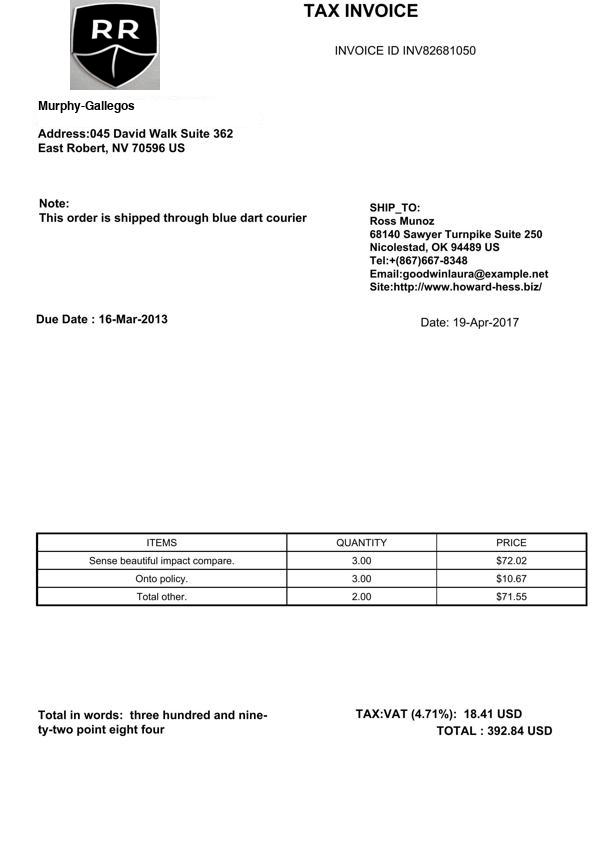 RR
TAX INVOICE
INVOICE ID INV82681050
Murphy-Gallegos
Address:045 David Walk Suite 362
East Robert, NV 70596 US
Note:
This order is shipped through blue dart courier
SHIP_TO:
Ross Munoz
68140 Sawyer Turnpike Suite 250
Nicolestad, OK 94489 US
Tel:+(867)667-8348
Email:goodwinlaura@example.net
Site:http://www.howard-hess.biz/
Due Date : 16-Mar-2013
Date: 19-Apr-2017
ITEMS QUANTITY PRICE
Sense beautiful impact compare. 3.00 $72.02
Onto policy. 3.00 $10.67
Total other. 2.00 $71.55
Total in words: three hundred and nine-
ty-two point eight four
TAX:VAT (4.71%): 18.41 USD
TOTAL : 392.84 USD